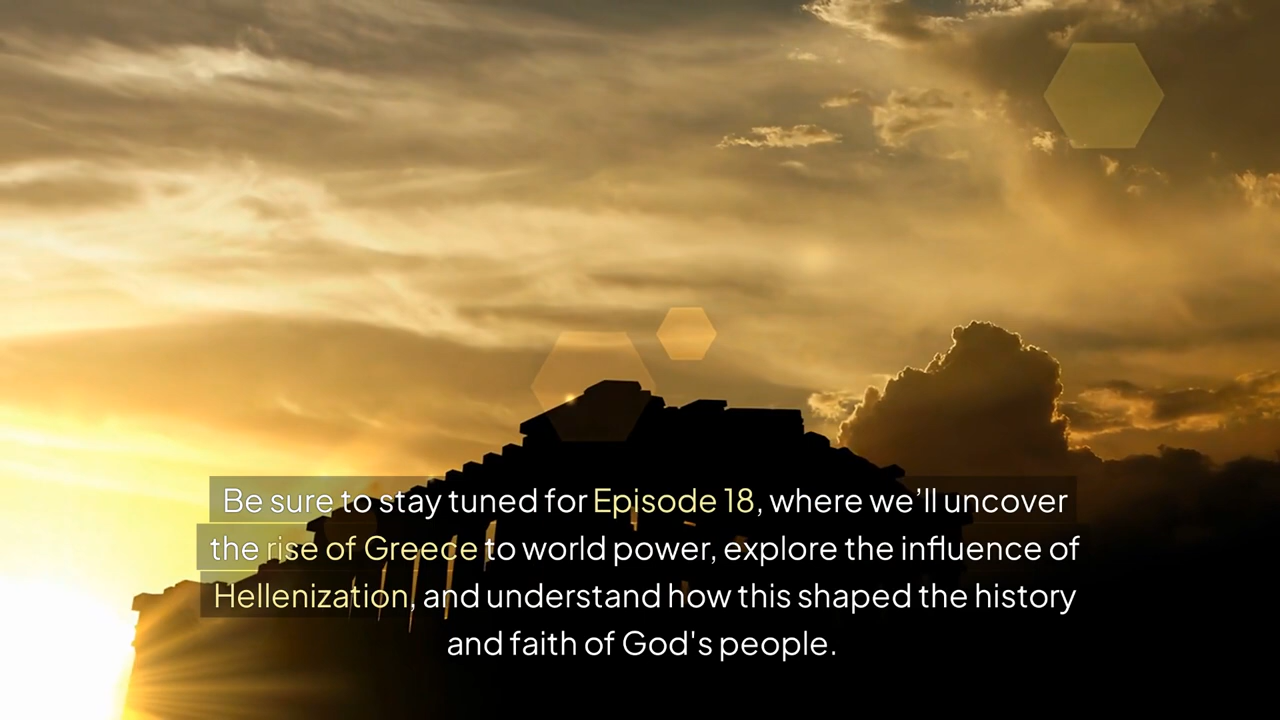 Be sure to stay tuned for Episode 18, where we’ll uncover
the rise of Greece to world power, explore the influence of
Hellenization, and understand how this shaped the history
and faith of God's people.